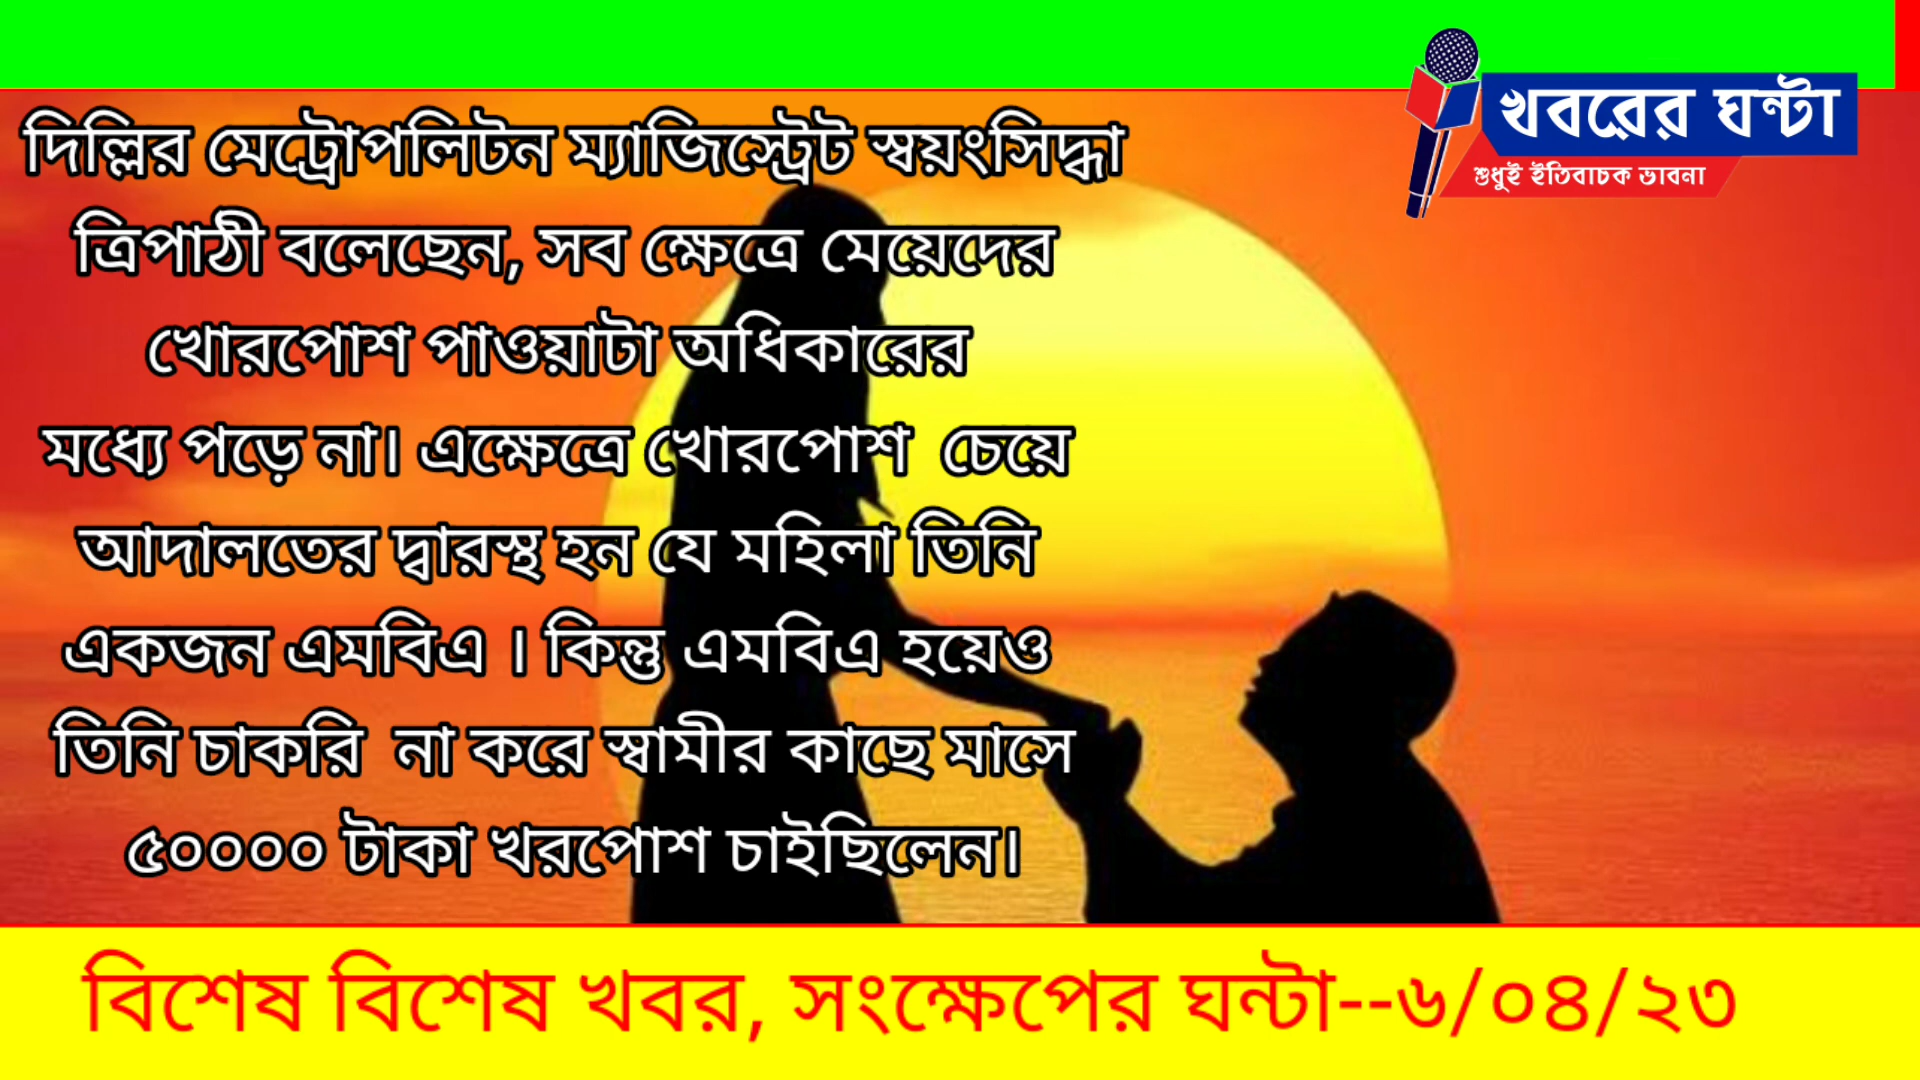 খবরের ঘন্টা
শুধুই ইতিবাচক ভাবনা
দিল্লির মেট্রোপলিটন ম্যাজিস্ট্রেট স্বয়ংসিদ্ধা
ত্রিপাঠী বলেছেন, সব ক্ষেত্রে মেয়েদের
খোরপোশ পাওয়াটা অধিকারের
মধ্যে পড়ে না। এক্ষেত্রে খোরপোশ চেয়ে
আদালতের দ্বারস্থ হন যে মহিলা তিনি
একজন এমবিএ । কিন্তু এমবিএ হয়েও
তিনি চাকরি না করে স্বামীর কাছে মাসে
৫০০০০ টাকা খরপোশ চাইছিলেন।
বিশেষ বিশেষ খবর, সংক্ষেপের ঘন্টা--৬/০৪/২৩